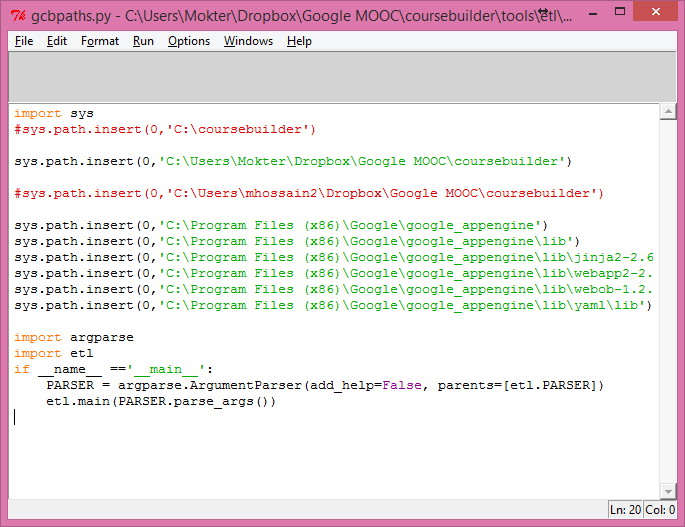 gcbpaths.py - C:\Users\Mokter\Dropbox\Google MOOC\coursebuilder\tools\etl\...
File Edit Format Run Options Windows Help
import sys
#sys.path.insert(0,'C:\coursebuilder')
sys.path.insert(0,'C:\Users\Mokter\Dropbox\Google MOOC\coursebuilder')
#sys.path.insert(0,'C:\Users\mhossain2\Dropbox\Google MOOC\coursebuilder')
sys.path.insert(0,'C:\Program Files (x86)\Google\google_appengine')
sys.path.insert(0,'C:\Program Files (x86)\Google\google_appengine\lib')
sys.path.insert(0,'C:\Program Files (x86)\Google\google_appengine\lib\jinja2-2.6
sys.path.insert(0,'C:\Program Files (x86)\Google\google_appengine\lib\webapp2-2.
sys.path.insert(0,'C:\Program Files (x86)\Google\google_appengine\lib\webob-1.2.
sys.path.insert(0,'C:\Program Files (x86)\Google\google_appengine\lib\yaml\lib')
import argparse
import etl
if __name__ =='__main__':
    PARSER = argparse.ArgumentParser(add_help=False, parents=[etl.PARSER])
    etl.main(PARSER.parse_args())
Ln: 20 Col: 0